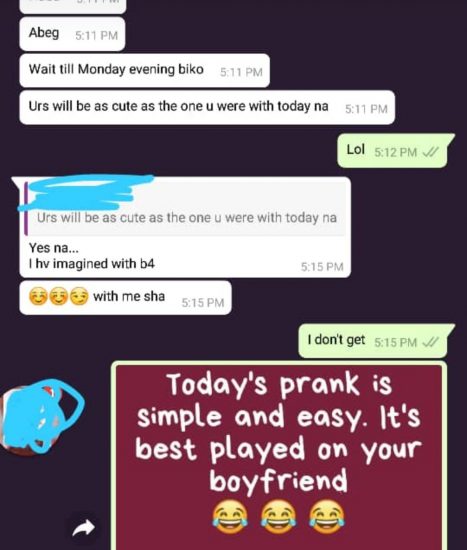 Abeg 5:11 PM
Wait till Monday evening biko 5:11 PM
Urs will be as cute as the one u were with today na 5:11 PM
Lol 5:12 PM
Urs will be as cute as the one u were with today na
Yes na...
I hv imagined with b4
5:15 PM
☺️☺️😏 with me sha 5:15 PM
I don't get 5:15 PM
Today's prank is
simple and easy. It's
best played on your
boyfriend
😂 😂 😂